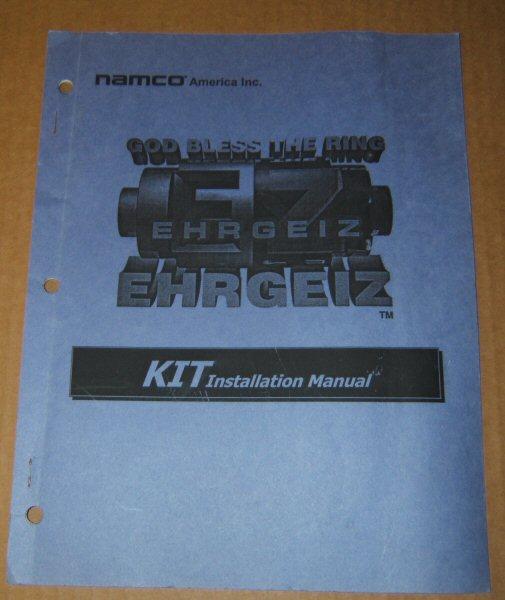 namco America Inc.
GOD BLESS THE RING
EZ
EHRGEIZ
EHRGEIZ
TM
KIT Installation Manual